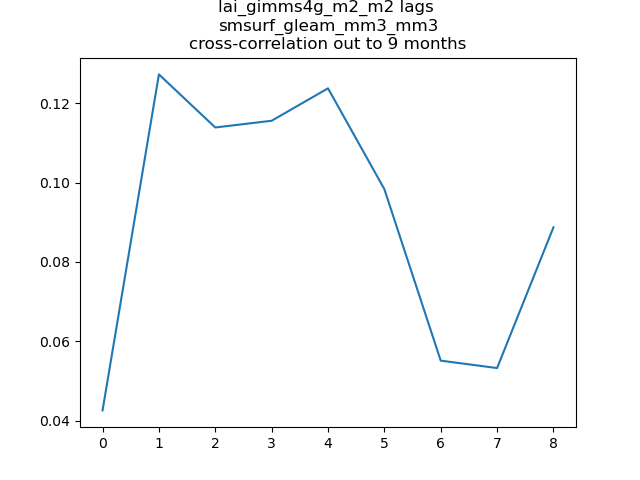 lai_gimms4g_m2_m2 lags
smsurf_gleam_mm3_mm3
cross-correlation out to 9 months
0.12
0.10
0.08
0.06
0.04
0 1 2 3 4 5 6 7 8